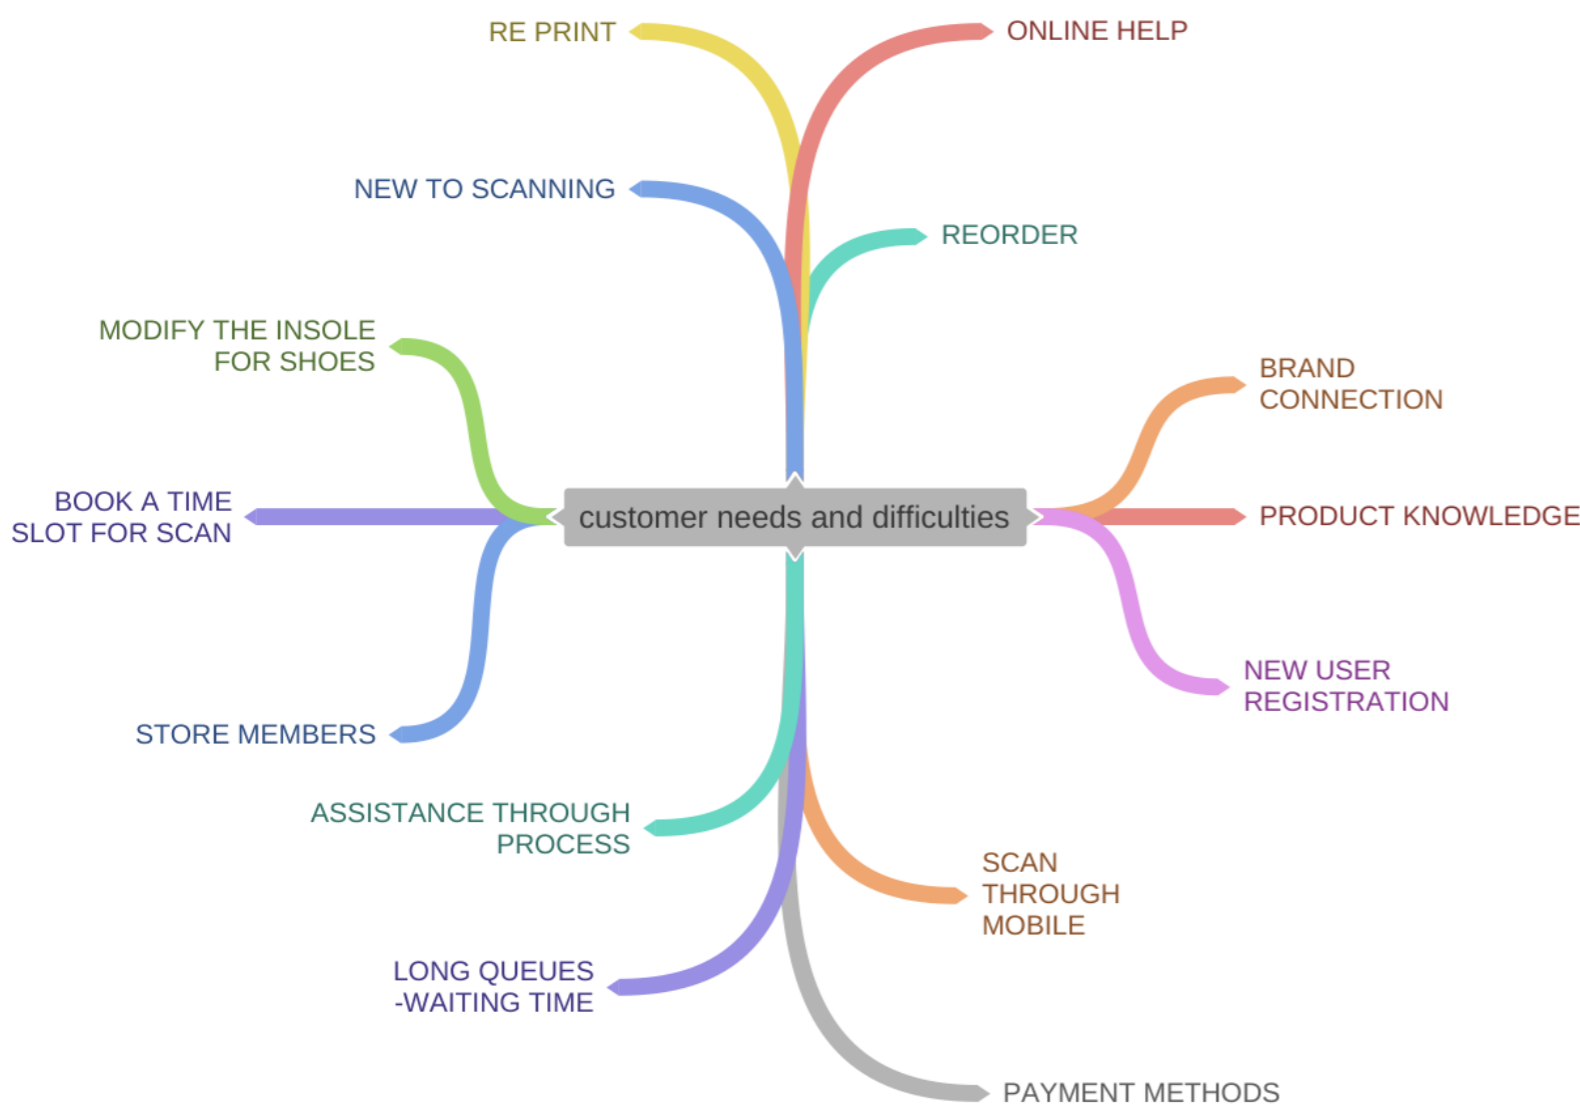 RE PRINT
ONLINE HELP
NEW TO SCANNING
REORDER
MODIFY THE INSOLE
FOR SHOES
BRAND
CONNECTION
BOOK A TIME
SLOT FOR SCAN
customer needs and difficulties
PRODUCT KNOWLEDGE
NEW USER
REGISTRATION
STORE MEMBERS
ASSISTANCE THROUGH
PROCESS
SCAN
THROUGH
MOBILE
LONG QUEUES
-WAITING TIME
PAYMENT METHODS